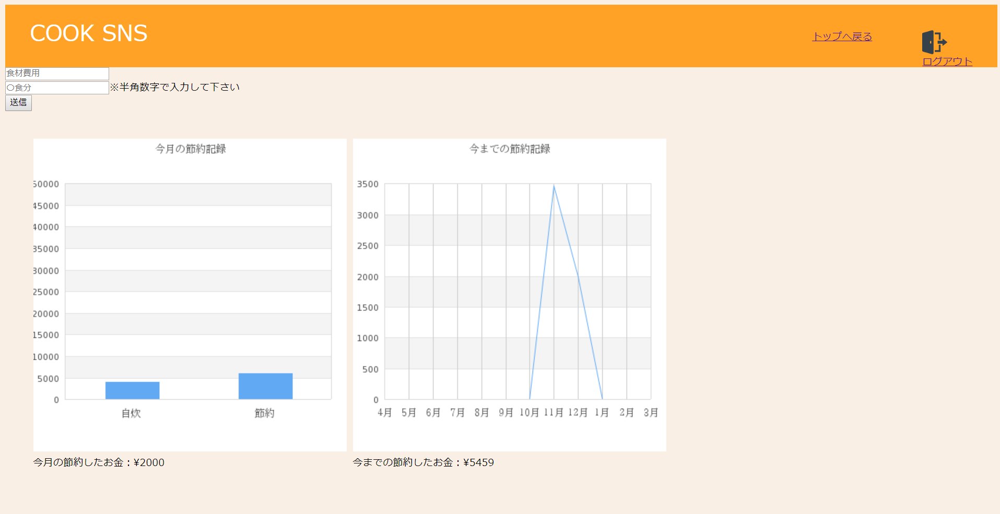 COOK SNS
トップへ戻る
ログアウト
食材費用
〇食分 ※半角数字で入力して下さい
送信
今月の節約記録
50000
45000
40000
35000
30000
25000
20000
15000
10000
5000
0
自炊 節約
今月の節約したお金：¥2000
今までの節約記録
3500
3000
2500
2000
1500
1000
500
0
4月 5月 6月 7月 8月 9月 10月 11月 12月 1月 2月 3月
今までの節約したお金：¥5459